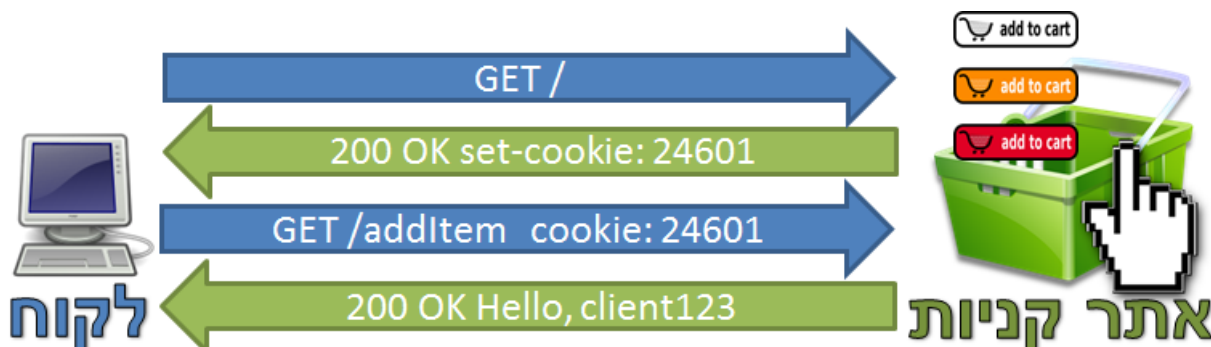 add to cart
GET /
add to cart
200 OK set-cookie: 24601
add to cart
GET /addItem cookie: 24601
200 OK Hello, client123
לקוח
אתר קניות